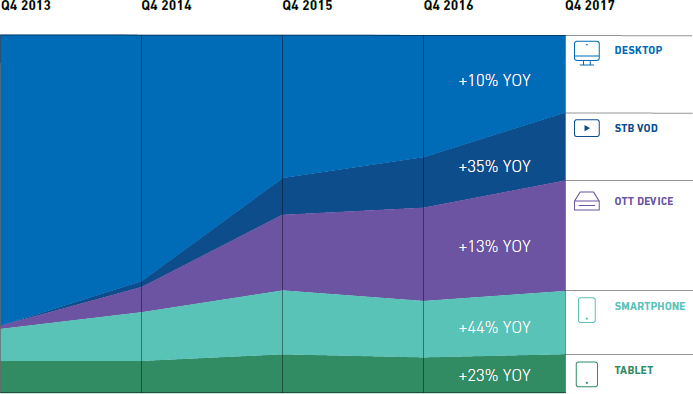 Q4 2013 Q4 2014 Q4 2015 Q4 2016 Q4 2017
DESKTOP
+10% YOY
STB VOD
+35% YOY
OTT DEVICE
+13% YOY
SMARTPHONE
+44% YOY
TABLET
+23% YOY